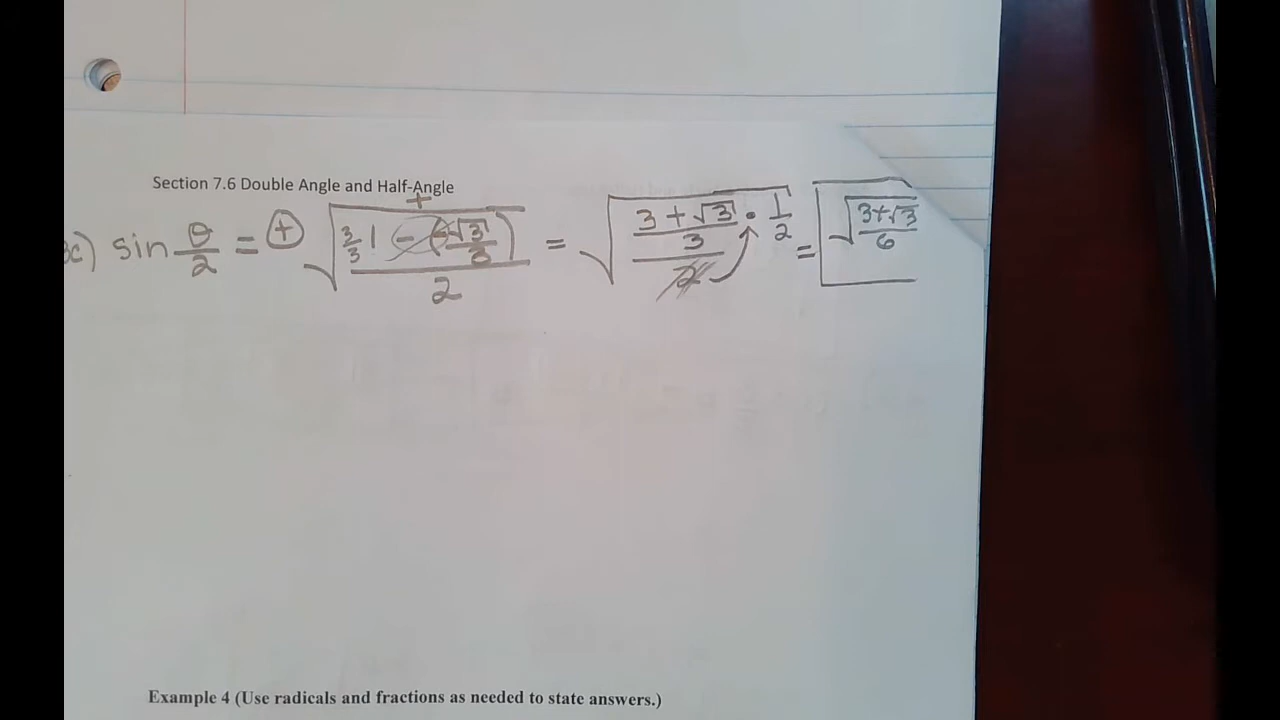 Section 7.6 Double Angle and Half-Angle
3c) sin θ/2 = (+) √((3/3 1 - (-√3/3))/2) + = √(((3 + √3)/3)/2 • 1/2) = √((3+√3)/6)
Example 4 (Use radicals and fractions as needed to state answers.)